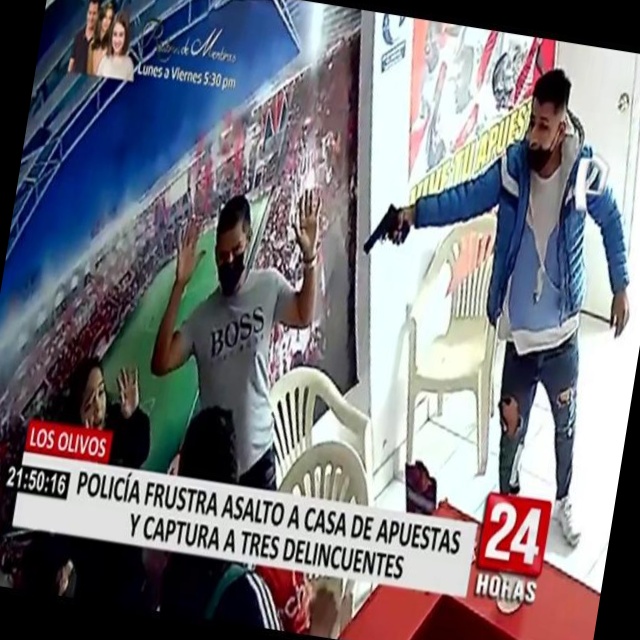 Lunes a Viernes 5:30 pm
BOSS
LOS OLIVOS
21:50:16
POLICÍA FRUSTRA ASALTO A CASA DE APUESTAS
Y CAPTURA A TRES DELINCUENTES
24
HORAS